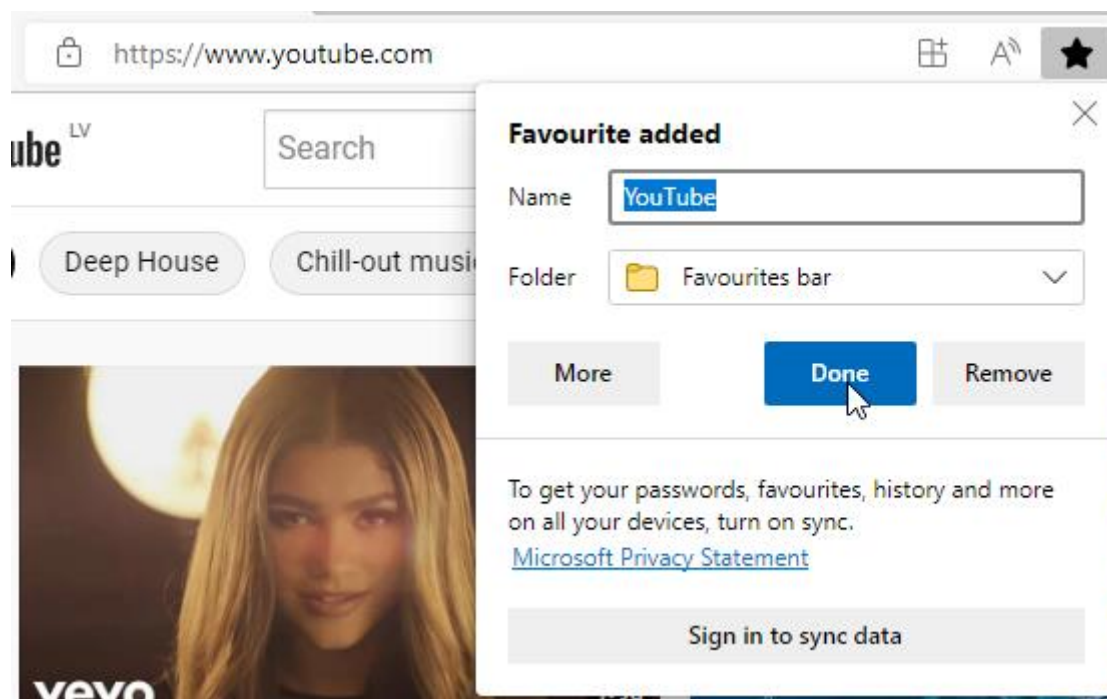 https://www.youtube.com
ube LV
Search
Deep House
Chill-out musi
Favourite added
Name YouTube
Folder Favourites bar
More Done Remove
To get your passwords, favourites, history and more
on all your devices, turn on sync.
Microsoft Privacy Statement
Sign in to sync data
vevo